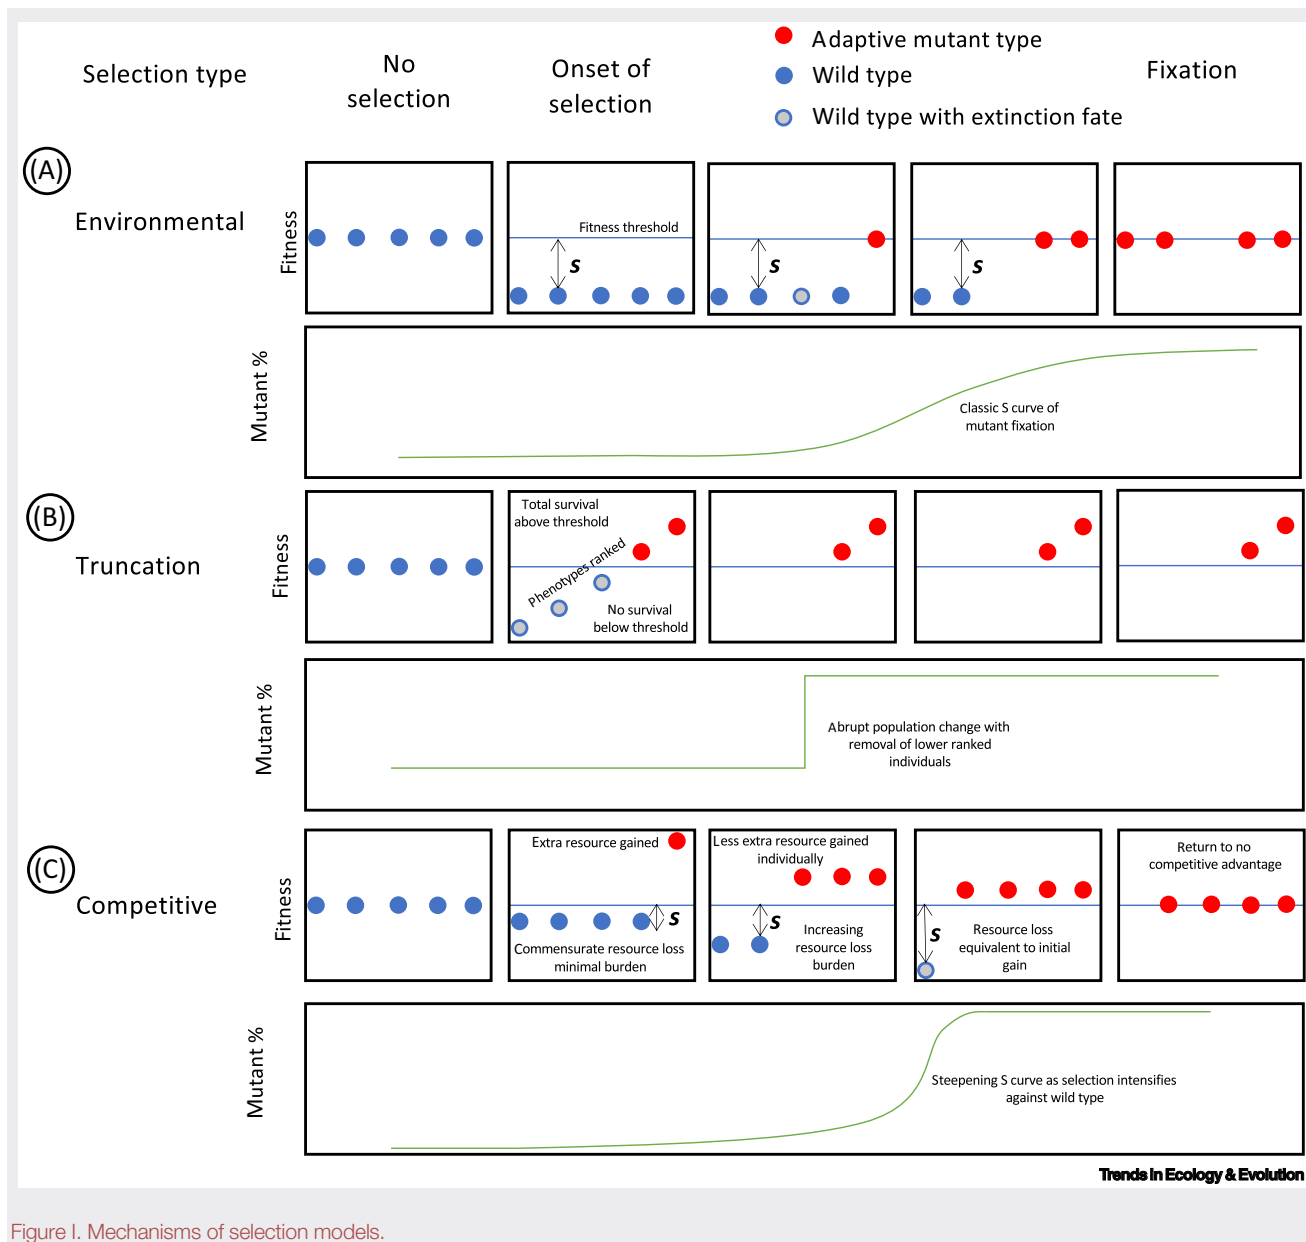 Selection type
No
selection
Onset of
selection
Adaptive mutant type
Wild type
Wild type with extinction fate
Fixation
(A)
Environmental
Fitness
Fitness threshold
S
S
S
Mutant %
Classic S curve of
mutant fixation
(B)
Truncation
Fitness
Total survival
above threshold
Phenotypes ranked
No survival
below threshold
Mutant %
Abrupt population change with
removal of lower ranked
individuals
(C)
Competitive
Fitness
Extra resource gained
S
Commensurate resource loss
minimal burden
Less extra resource gained
individually
S
Increasing
resource loss
burden
S
Resource loss
equivalent to initial
gain
Return to no
competitive advantage
Mutant %
Steepening S curve as selection intensifies
against wild type
Trends in Ecology & Evolution
Figure I. Mechanisms of selection models.